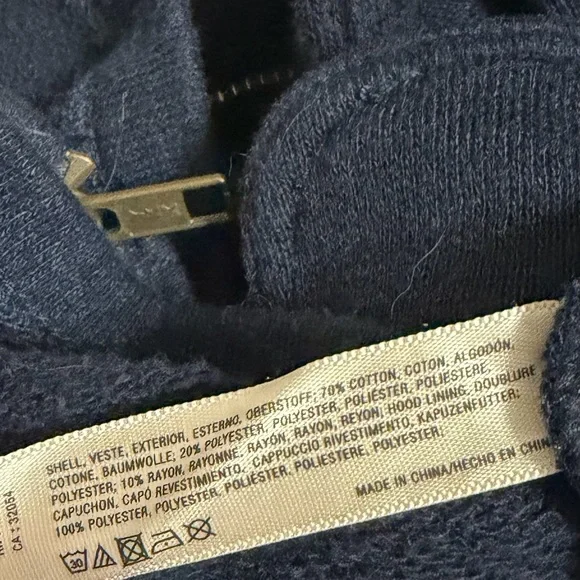 SHELL, VESTE, EXTERIOR, ESTERNO, OBERSTOFF; 70% COTTON, COTON, ALGODÓN,
COTONE, BAUMWOLLE; 20% POLYESTER, POLYESTER, POLIÉSTER, POLIESTERE,
POLYESTER; 10% RAYON, RAYONNE, RAYÓN, RAYON, REYON, HOOD LINING, DOUBLURE
CAPUCHON, CAPÓ REVESTIMIENTO, CAPPUCCIO RIVESTIMENTO, KAPUZENFUTTER;
100% POLYESTER, POLYESTER, POLIÉSTER, POLIESTERE, POLYESTER;
MADE IN CHINA/HECHO EN CHIN
CA: 32054
30